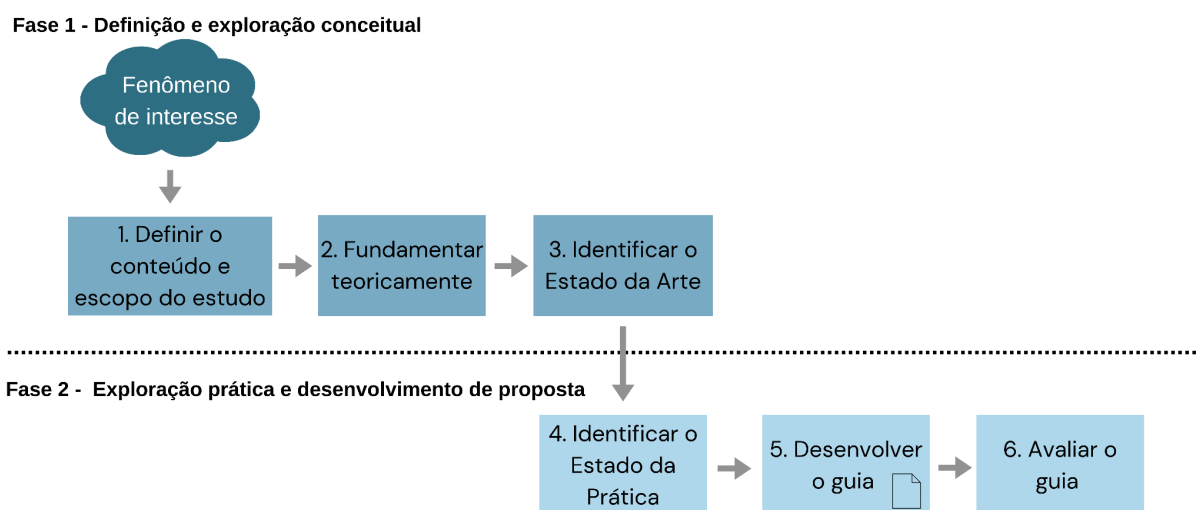 Fase 1 - Definição e exploração conceitual
Fenômeno
de interesse
1. Definir o
conteúdo e
escopo do estudo
2. Fundamentar
teoricamente
3. Identificar o
Estado da Arte
Fase 2 -  Exploração prática e desenvolvimento de proposta
4. Identificar o
Estado da
Prática
5. Desenvolver
o guia
6. Avaliar o
guia